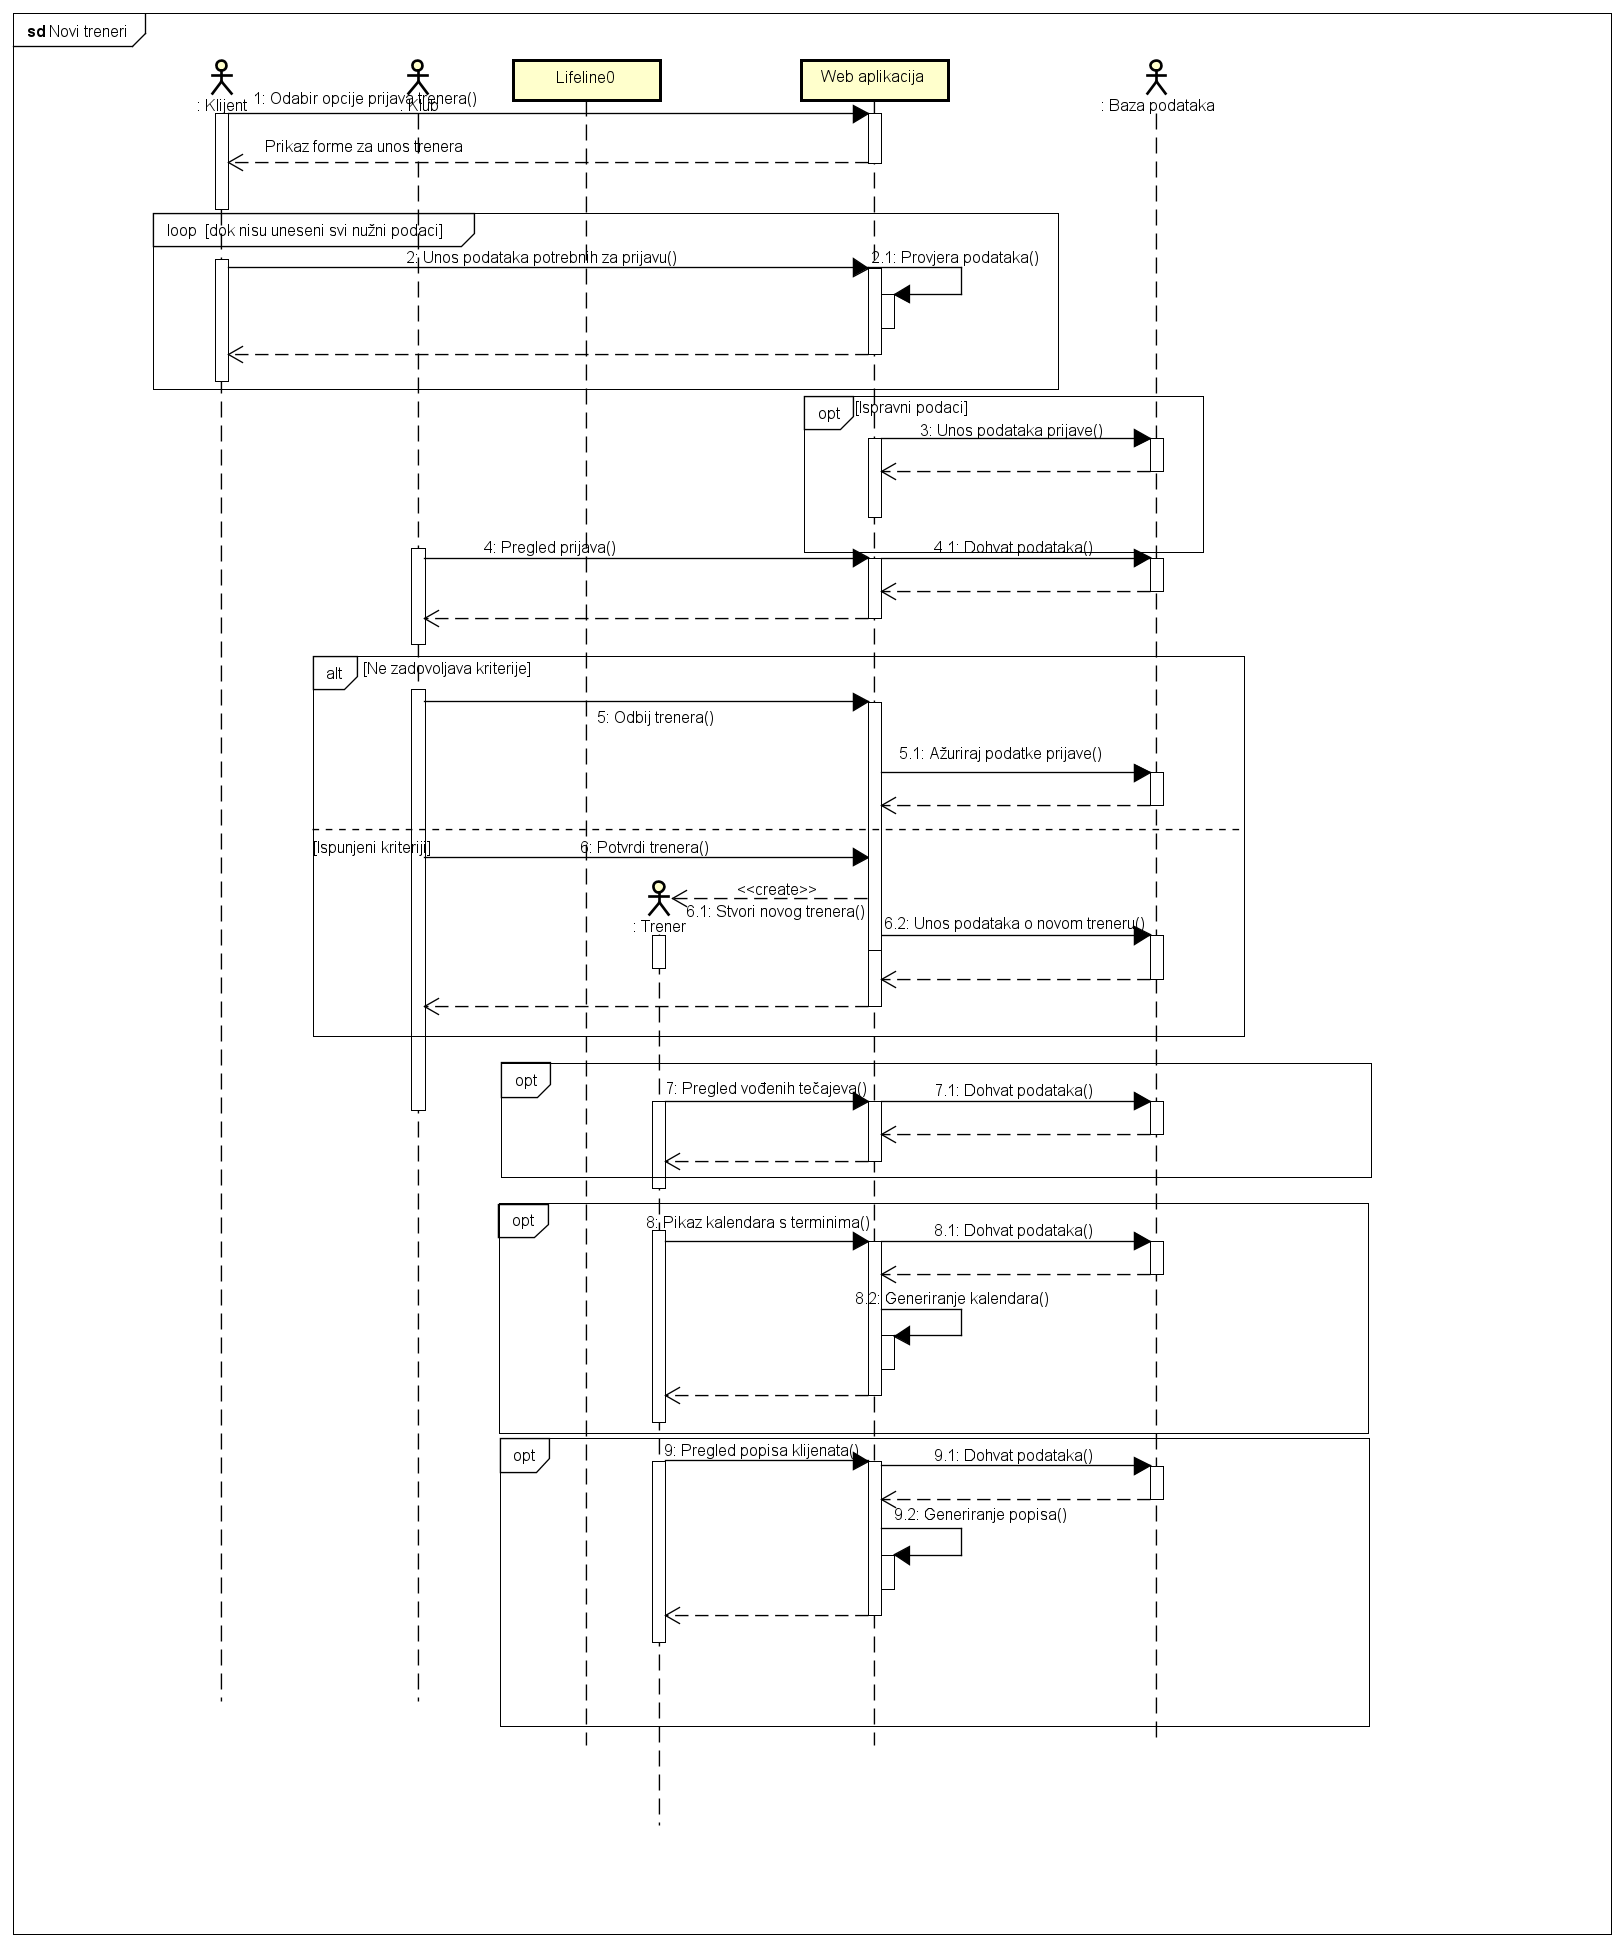 sd Novi treneri
: Klijent
: Klub
Lifeline0
Web aplikacija
: Baza podataka
1: Odabir opcije prijava trenera()
Prikaz forme za unos trenera
loop [dok nisu uneseni svi nužni podaci]
2: Unos podataka potrebnih za prijavu()
2.1: Provjera podataka()
opt [Ispravni podaci]
3: Unos podataka prijave()
4: Pregled prijava()
4.1: Dohvat podataka()
alt [Ne zadovoljava kriterije]
5: Odbij trenera()
5.1: Ažuriraj podatke prijave()
[Ispunjeni kriteriji]
6: Potvrdi trenera()
<<create>>
6.1: Stvori novog trenera()
: Trener
6.2: Unos podataka o novom treneru()
opt
7: Pregled vođenih tečajeva()
7.1: Dohvat podataka()
opt
8: Pikaz kalendara s terminima()
8.1: Dohvat podataka()
8.2: Generiranje kalendara()
opt
9: Pregled popisa klijenata()
9.1: Dohvat podataka()
9.2: Generiranje popisa()